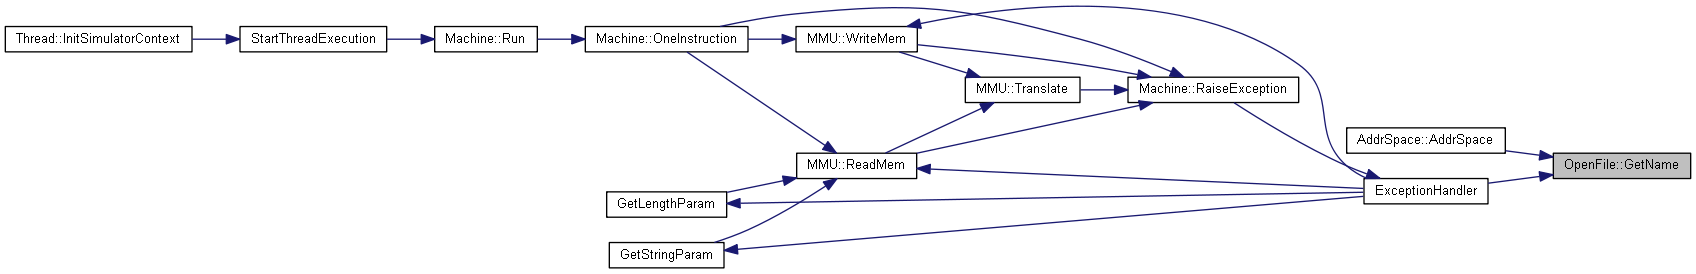 Thread::InitSimulatorContext
StartThreadExecution
Machine::Run
Machine::OneInstruction
MMU::WriteMem
MMU::Translate
Machine::RaiseException
AddrSpace::AddrSpace
OpenFile::GetName
MMU::ReadMem
ExceptionHandler
GetLengthParam
GetStringParam